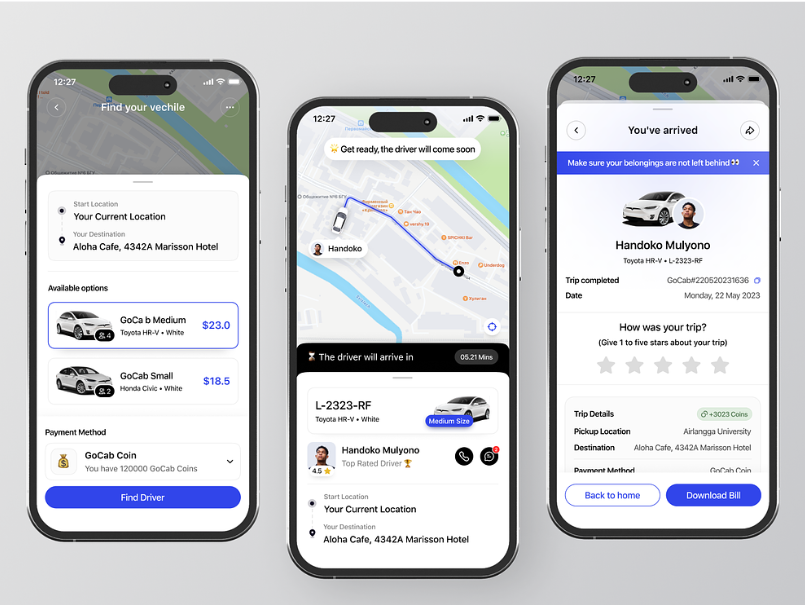 12:27
Find your vechile
Start Location
Your Current Location
Your Destination
Aloha Cafe, 4342A Marisson Hotel
Available options
GoCa b Medium
Toyota HR-V • White
$23.0
4
GoCab Small
Honda Civic • White
$18.5
2
Payment Method
GoCab Coin
You have 120000 GoCab Coins
Find Driver
12:27
Get ready, the driver will come soon
Handoko
The driver will arrive in
05.21 Mins
L-2323-RF
Toyota HR-V • White
Medium Size
Handoko Mulyono
Top Rated Driver
4.5
Start Location
Your Current Location
Your Destination
Aloha Cafe, 4342A Marisson Hotel
12:27
You've arrived
Make sure your belongings are not left behind
Handoko Mulyono
Toyota HR-V • L-2323-RF
Trip completed
GoCab#220520231636
Date
Monday, 22 May 2023
How was your trip?
(Give 1 to five stars about your trip)
Trip Details
+3023 Coins
Pickup Location
Airlangga University
Destination
Aloha Cafe, 4342A Marisson Hotel
Payment Method
GoCab Coin
Back to home
Download Bill